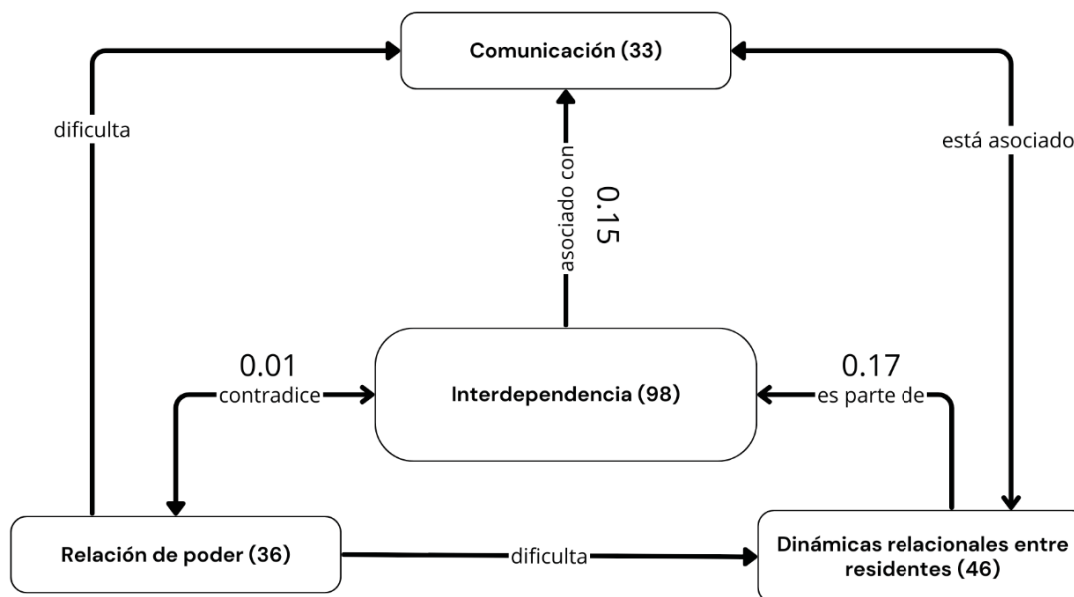 Comunicación (33)
dificulta
está asociado
asociado con
0.15
0.01
contradice
0.17
es parte de
Interdependencia (98)
Relación de poder (36)
dificulta
Dinámicas relacionales entre
residentes (46)